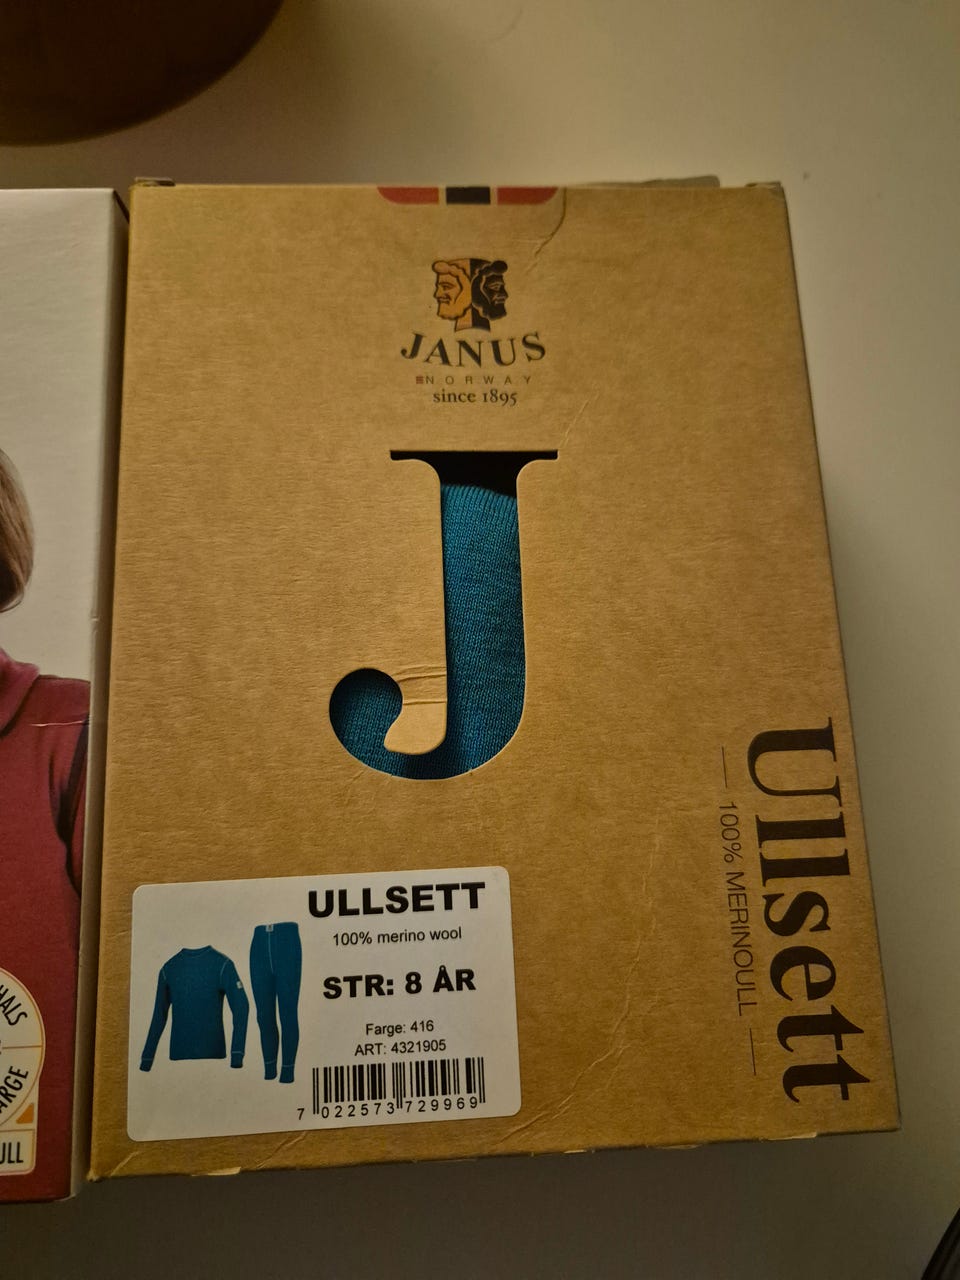 JANUS
NORWAY
since 1895
Ullsett
100% MERINOULL
ULLSETT
100% merino wool
STR: 8 ÅR
Farge: 416
ART: 4321905
7 022573 729969
HALS
ARGE
ULL